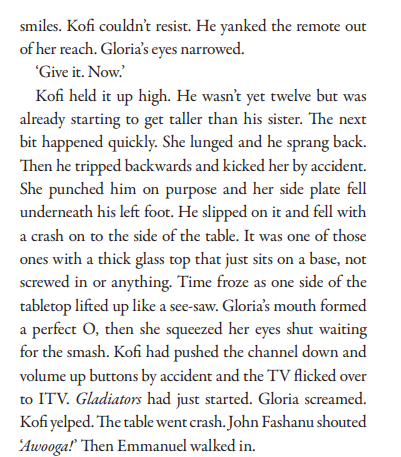 smiles. Kofi couldn’t resist. He yanked the remote out
of her reach. Gloria’s eyes narrowed.
‘Give it. Now.’
Kofi held it up high. He wasn’t yet twelve but was
already starting to get taller than his sister. The next
bit happened quickly. She lunged and he sprang back.
Then he tripped backwards and kicked her by accident.
She punched him on purpose and her side plate fell
underneath his left foot. He slipped on it and fell with
a crash on to the side of the table. It was one of those
ones with a thick glass top that just sits on a base, not
screwed in or anything. Time froze as one side of the
tabletop lifted up like a see-saw. Gloria’s mouth formed
a perfect O, then she squeezed her eyes shut waiting
for the smash. Kofi had pushed the channel down and
volume up buttons by accident and the TV flicked over
to ITV. Gladiators had just started. Gloria screamed.
Kofi yelped. The table went crash. John Fashanu shouted
‘Awooga!’ Then Emmanuel walked in.